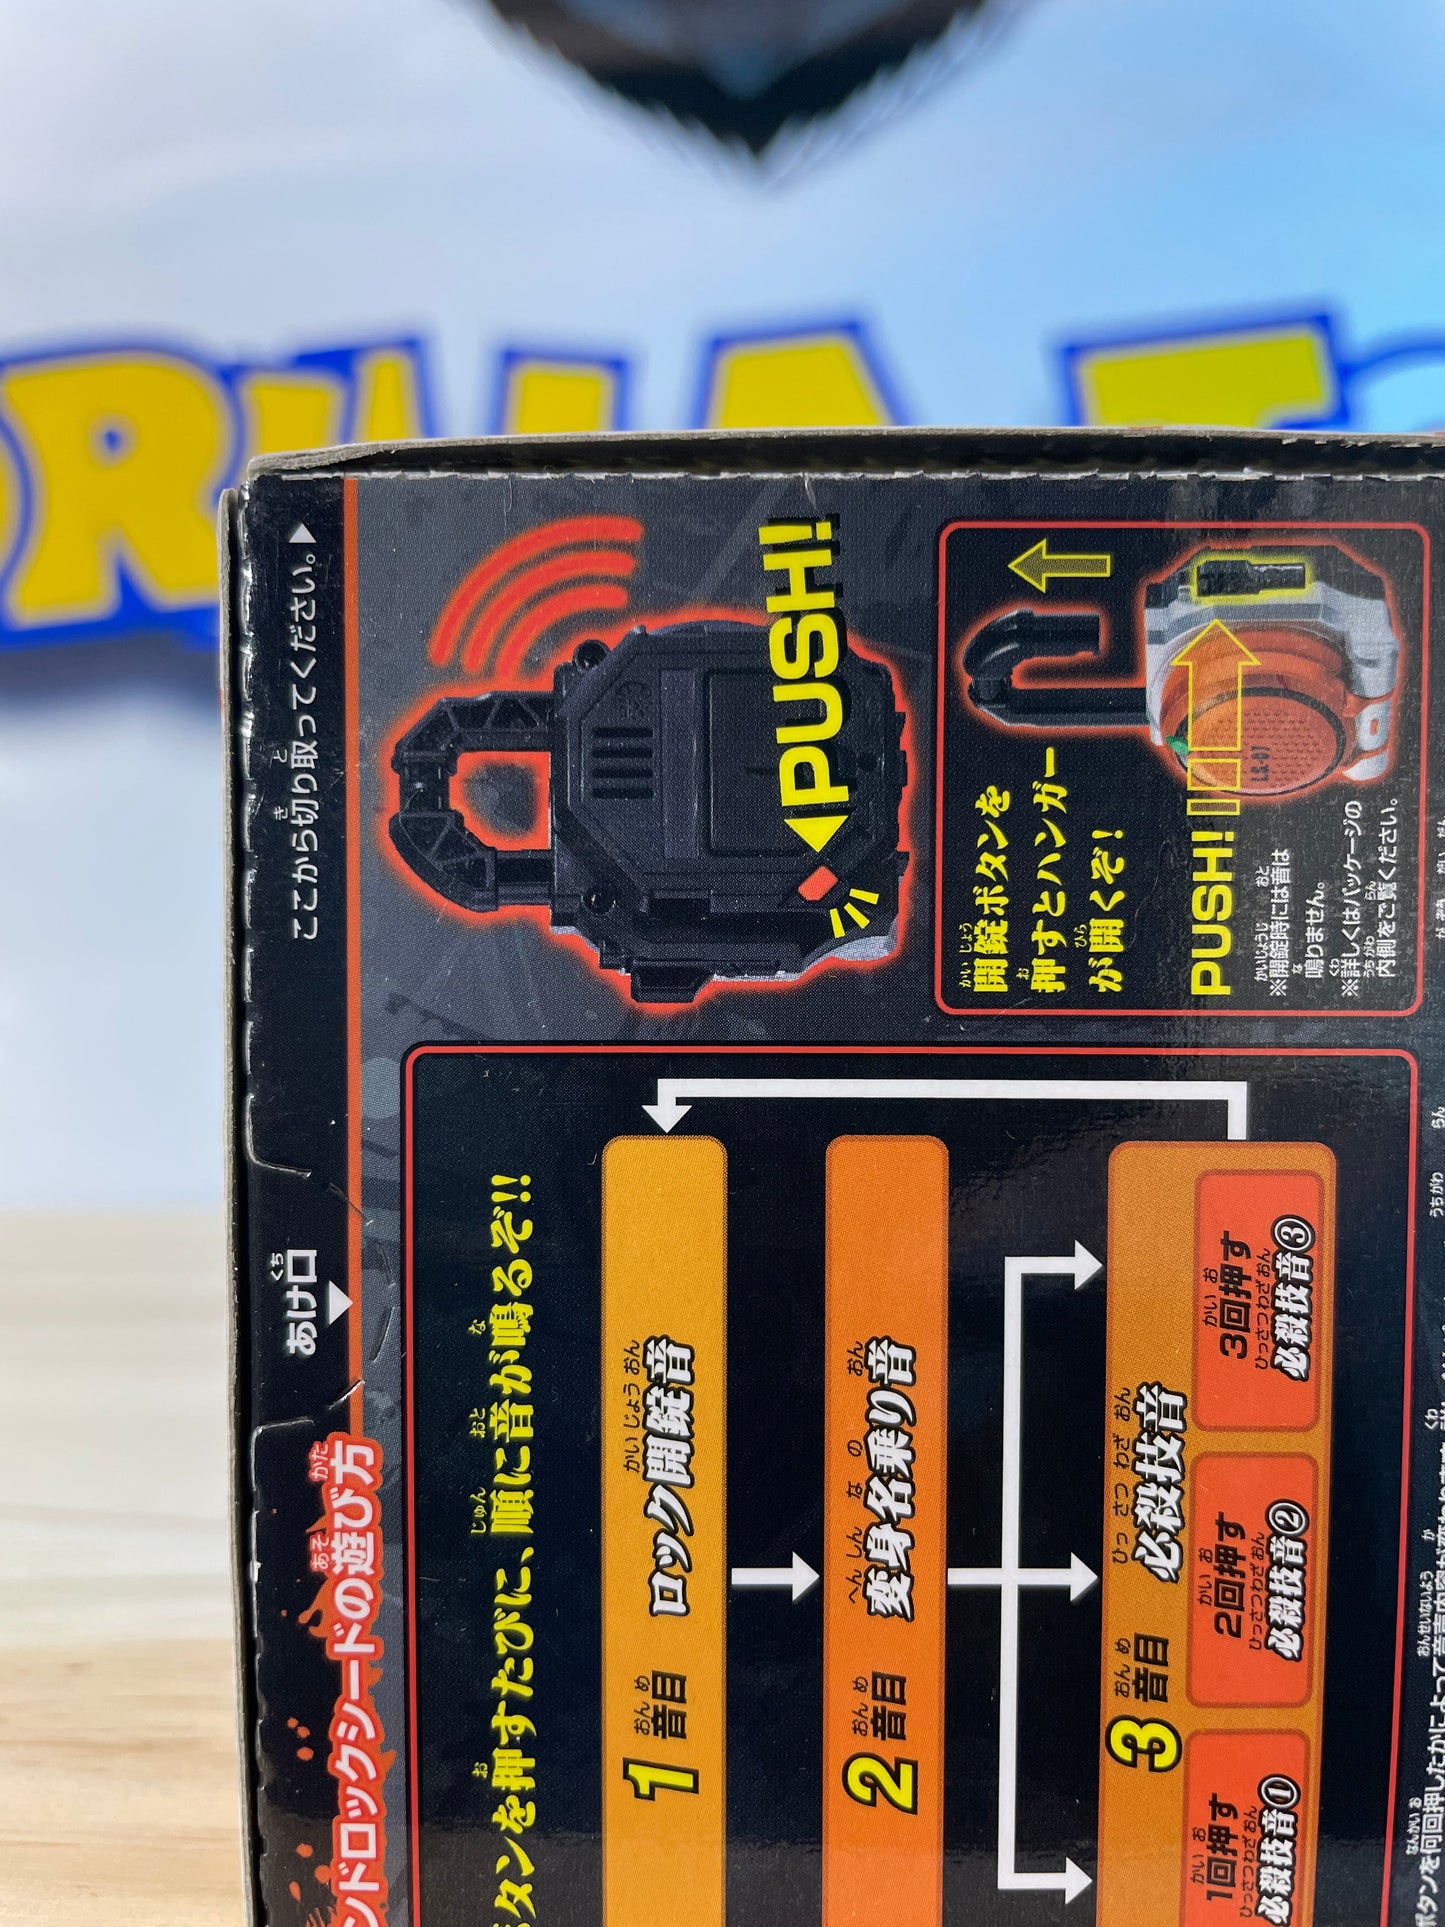 RILLA T
ここから切り取ってください。▶
あけ口
ンドロックシードの遊び方
PUSH!
開錠ボタンを
押すとハンガー
が開くぞ!
PUSH!
※開錠時には音は
鳴りません。
※詳しくはパッケージの
内側をご覧ください。
LS-07
ボタンを押すたびに、順に音が鳴るぞ!!
1音目 ロック開錠音
2音目 変身名乗り音
3音目 必殺技音
1回押す
必殺技音①
2回押す
必殺技音②
3回押す
必殺技音③